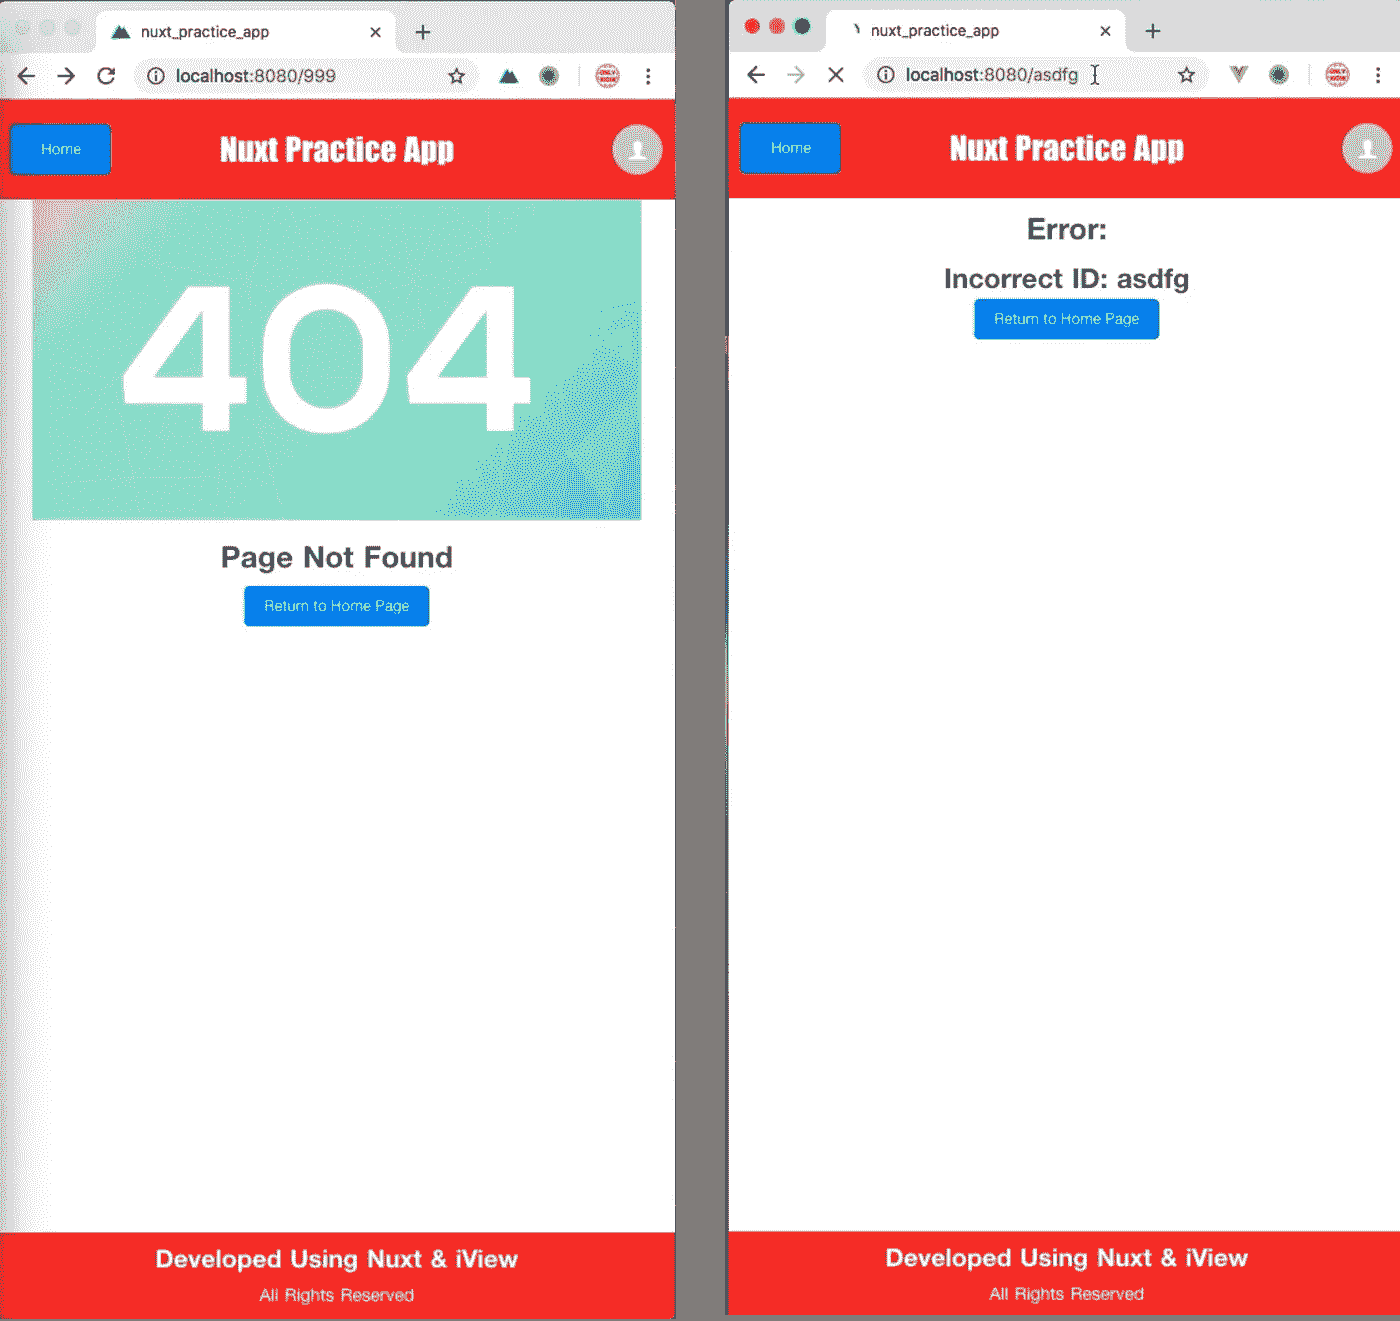 nuxt_practice_app
localhost:8080/999
Home
Nuxt Practice App
404
Page Not Found
Return to Home Page
Developed Using Nuxt & iView
All Rights Reserved
nuxt_practice_app
localhost:8080/asdfg
Home
Nuxt Practice App
Error:
Incorrect ID: asdfg
Return to Home Page
Developed Using Nuxt & iView
All Rights Reserved